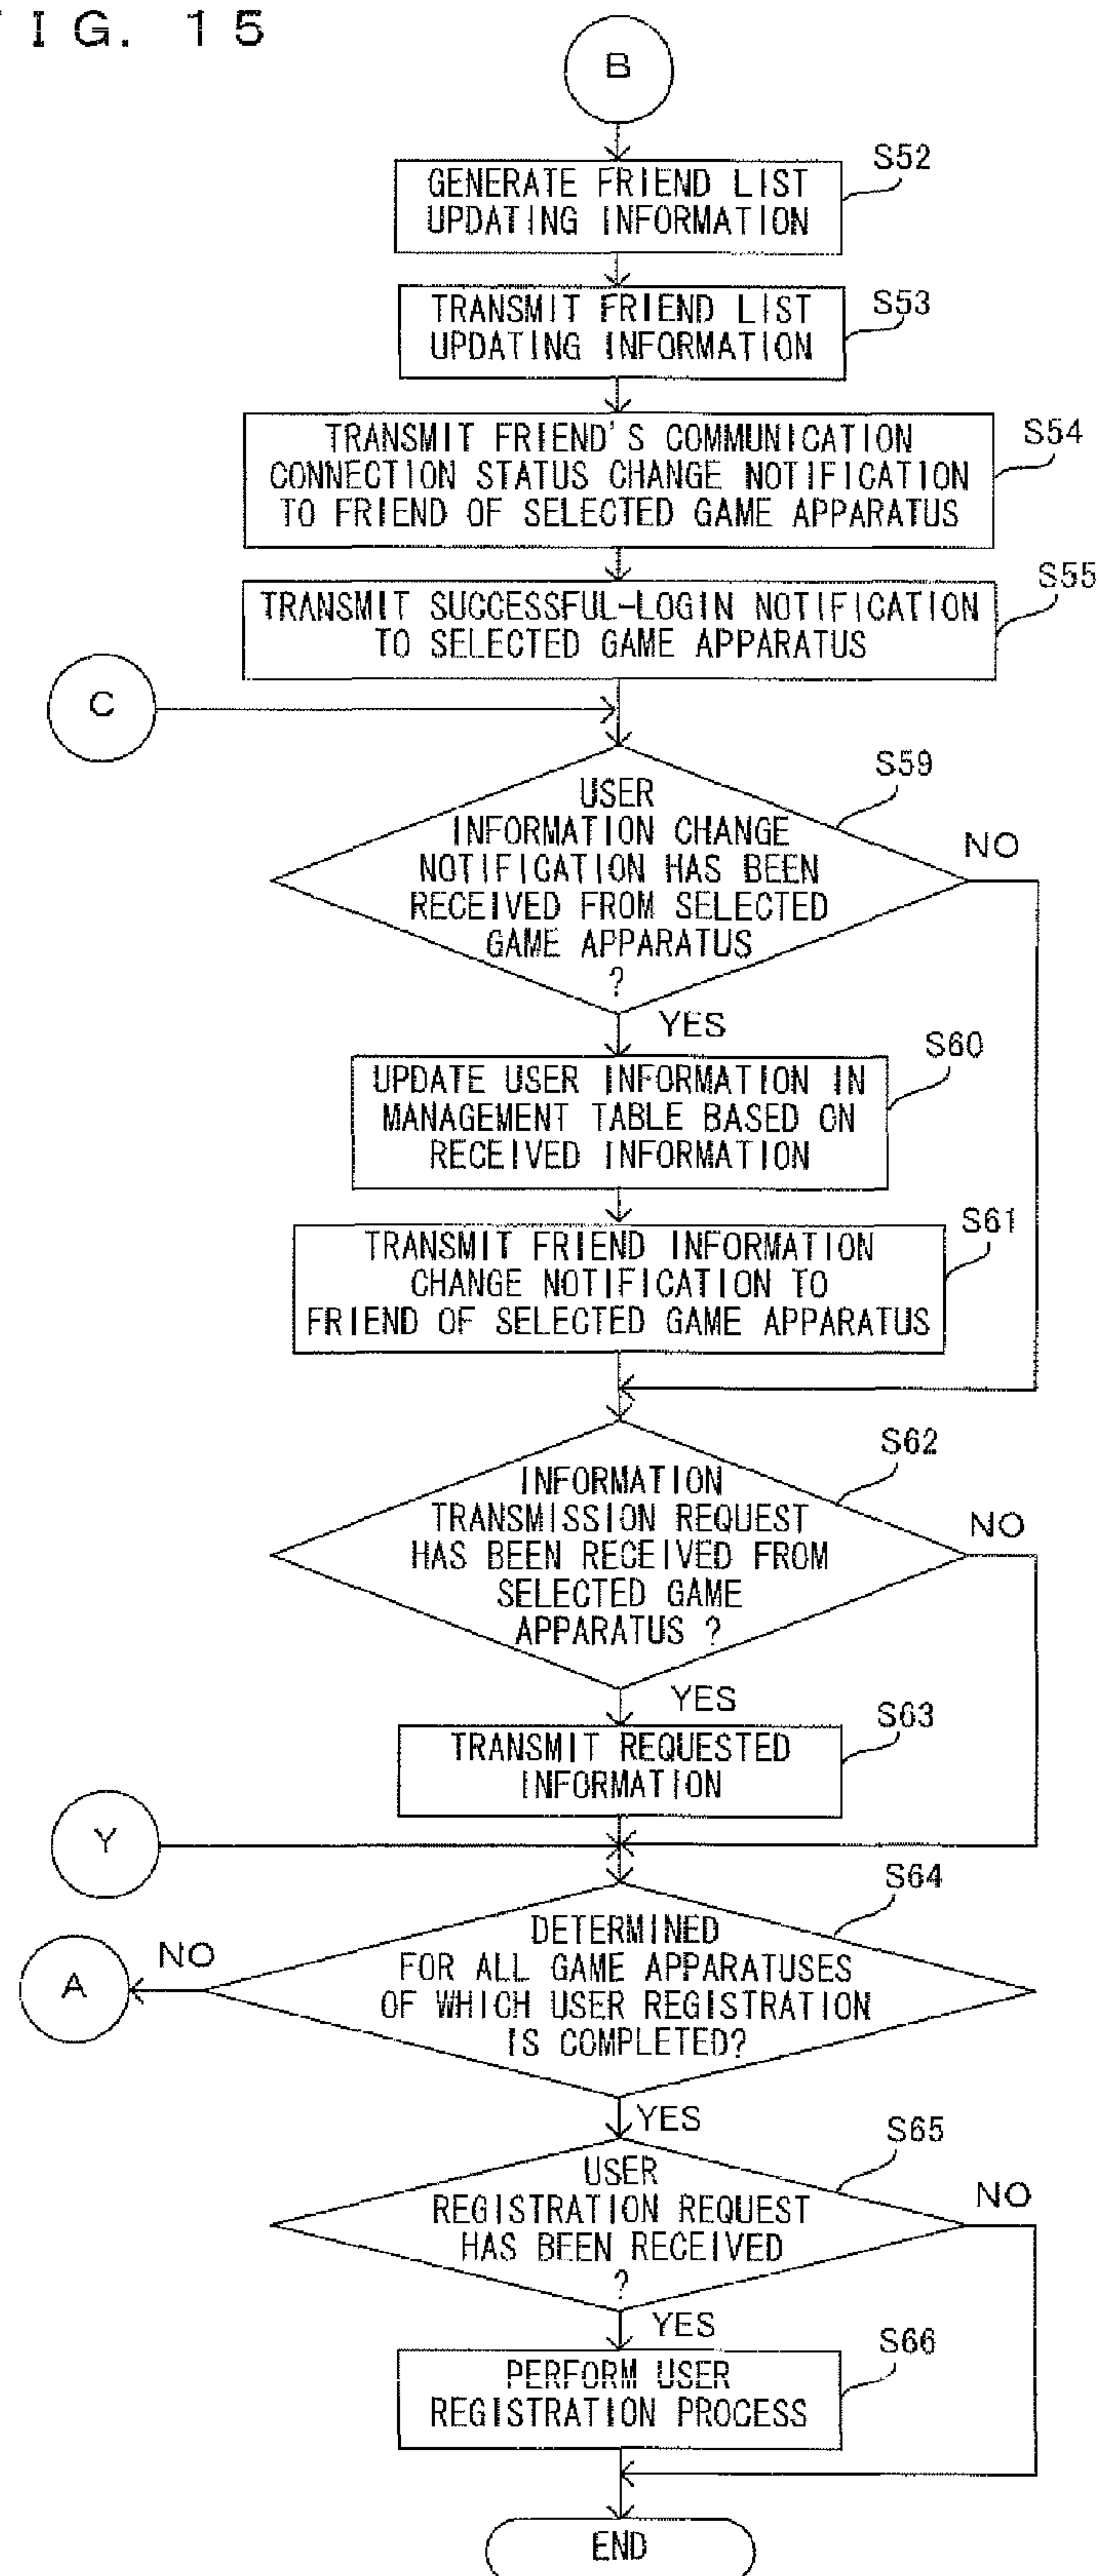 FIG. 15
B
S52
GENERATE FRIEND LIST
UPDATING INFORMATION
S53
TRANSMIT FRIEND LIST
UPDATING INFORMATION
S54
TRANSMIT FRIEND'S COMMUNICATION
CONNECTION STATUS CHANGE NOTIFICATION
TO FRIEND OF SELECTED GAME APPARATUS
S55
TRANSMIT SUCCESSFUL-LOGIN NOTIFICATION
TO SELECTED GAME APPARATUS
C
S59
USER
INFORMATION CHANGE
NOTIFICATION HAS BEEN
RECEIVED FROM SELECTED
GAME APPARATUS
?
NO
YES
S60
UPDATE USER INFORMATION IN
MANAGEMENT TABLE BASED ON
RECEIVED INFORMATION
S61
TRANSMIT FRIEND INFORMATION
CHANGE NOTIFICATION TO
FRIEND OF SELECTED GAME APPARATUS
S62
INFORMATION
TRANSMISSION REQUEST
HAS BEEN RECEIVED FROM
SELECTED GAME
APPARATUS ?
NO
YES
S63
TRANSMIT REQUESTED
INFORMATION
Y
S64
DETERMINED
FOR ALL GAME APPARATUSES
OF WHICH USER REGISTRATION
IS COMPLETED?
NO
A
YES
S65
USER
REGISTRATION REQUEST
HAS BEEN RECEIVED
?
NO
YES
S66
PERFORM USER
REGISTRATION PROCESS
END